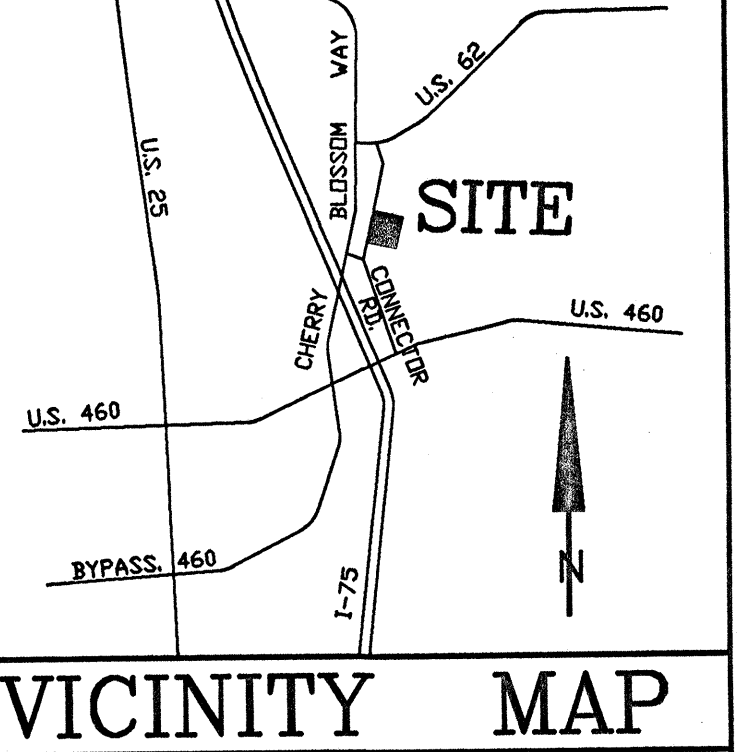 WAY
U.S. 62
BLOSSOM
U.S. 25
SITE
CONNECTOR
RD.
CHERRY
U.S. 460
U.S. 460
BYPASS. 460
I-75
N
VICINITY MAP